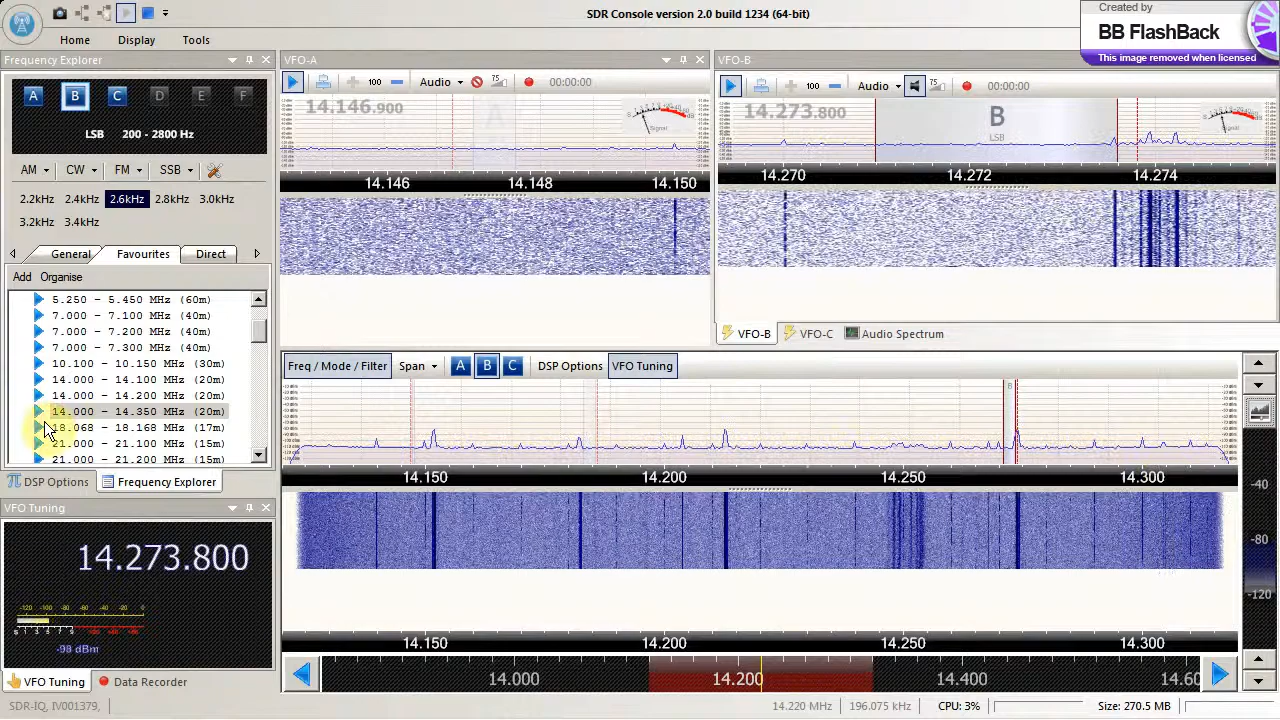 SDR Console version 2.0 build 1234 (64-bit)
Created by
BB FlashBack
This image removed when licensed
Home Display Tools
Frequency Explorer
A B C D E F
LSB 200 - 2800 Hz
AM CW FM SSB
2.2kHz 2.4kHz 2.6kHz 2.8kHz 3.0kHz
3.2kHz 3.4kHz
General Favourites Direct
Add Organise
5.250 - 5.450 MHz (60m)
7.000 - 7.100 MHz (40m)
7.000 - 7.200 MHz (40m)
7.000 - 7.300 MHz (40m)
10.100 - 10.150 MHz (30m)
14.000 - 14.100 MHz (20m)
14.000 - 14.200 MHz (20m)
14.000 - 14.350 MHz (20m)
18.068 - 18.168 MHz (17m)
21.000 - 21.100 MHz (15m)
21.000 - 21.200 MHz (15m)
DSP Options Frequency Explorer
VFO Tuning
14.273.800
-98 dBm
VFO Tuning Data Recorder
VFO-A
100 Audio 75 00:00:00
14.146.900
A
Signal
14.146 14.148 14.150
VFO-B
100 Audio 75 00:00:00
14.273.800
B
LSB
Signal
14.270 14.272 14.274
VFO-B VFO-C Audio Spectrum
Freq / Mode / Filter Span A B C DSP Options VFO Tuning
B
14.150 14.200 14.250 14.300
-40
-80
-120
14.150 14.200 14.250 14.300
14.000 14.200 14.400 14.60
SDR-IQ, IV001379, 14.220 MHz 196.075 kHz CPU: 3% Size: 270.5 MB